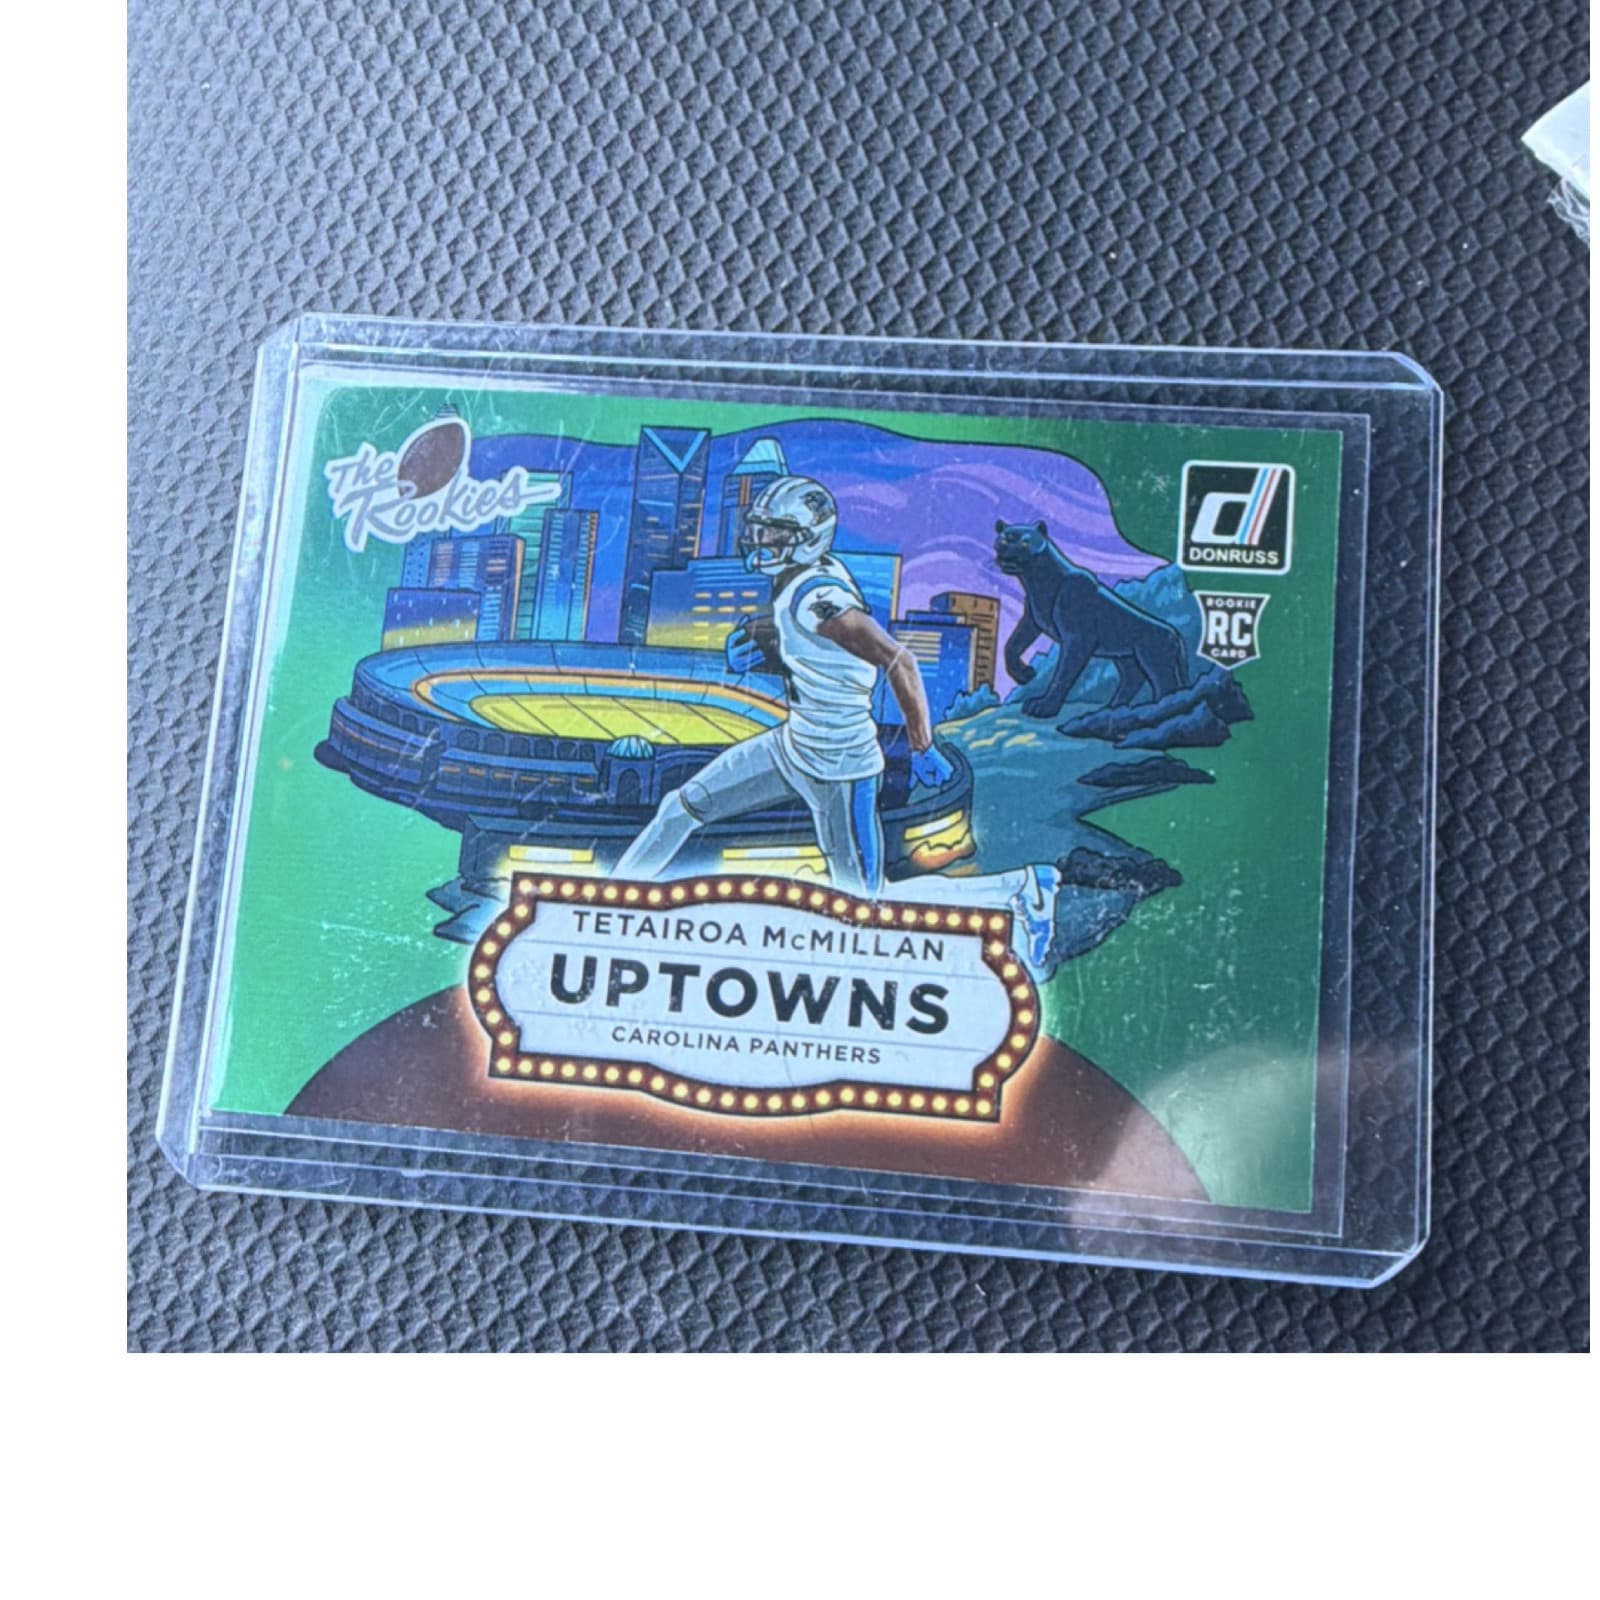 The
Rookies
DONRUSS
ROOKIE
RC
CARD
TETAIROA McMILLAN
UPTOWNS
CAROLINA PANTHERS